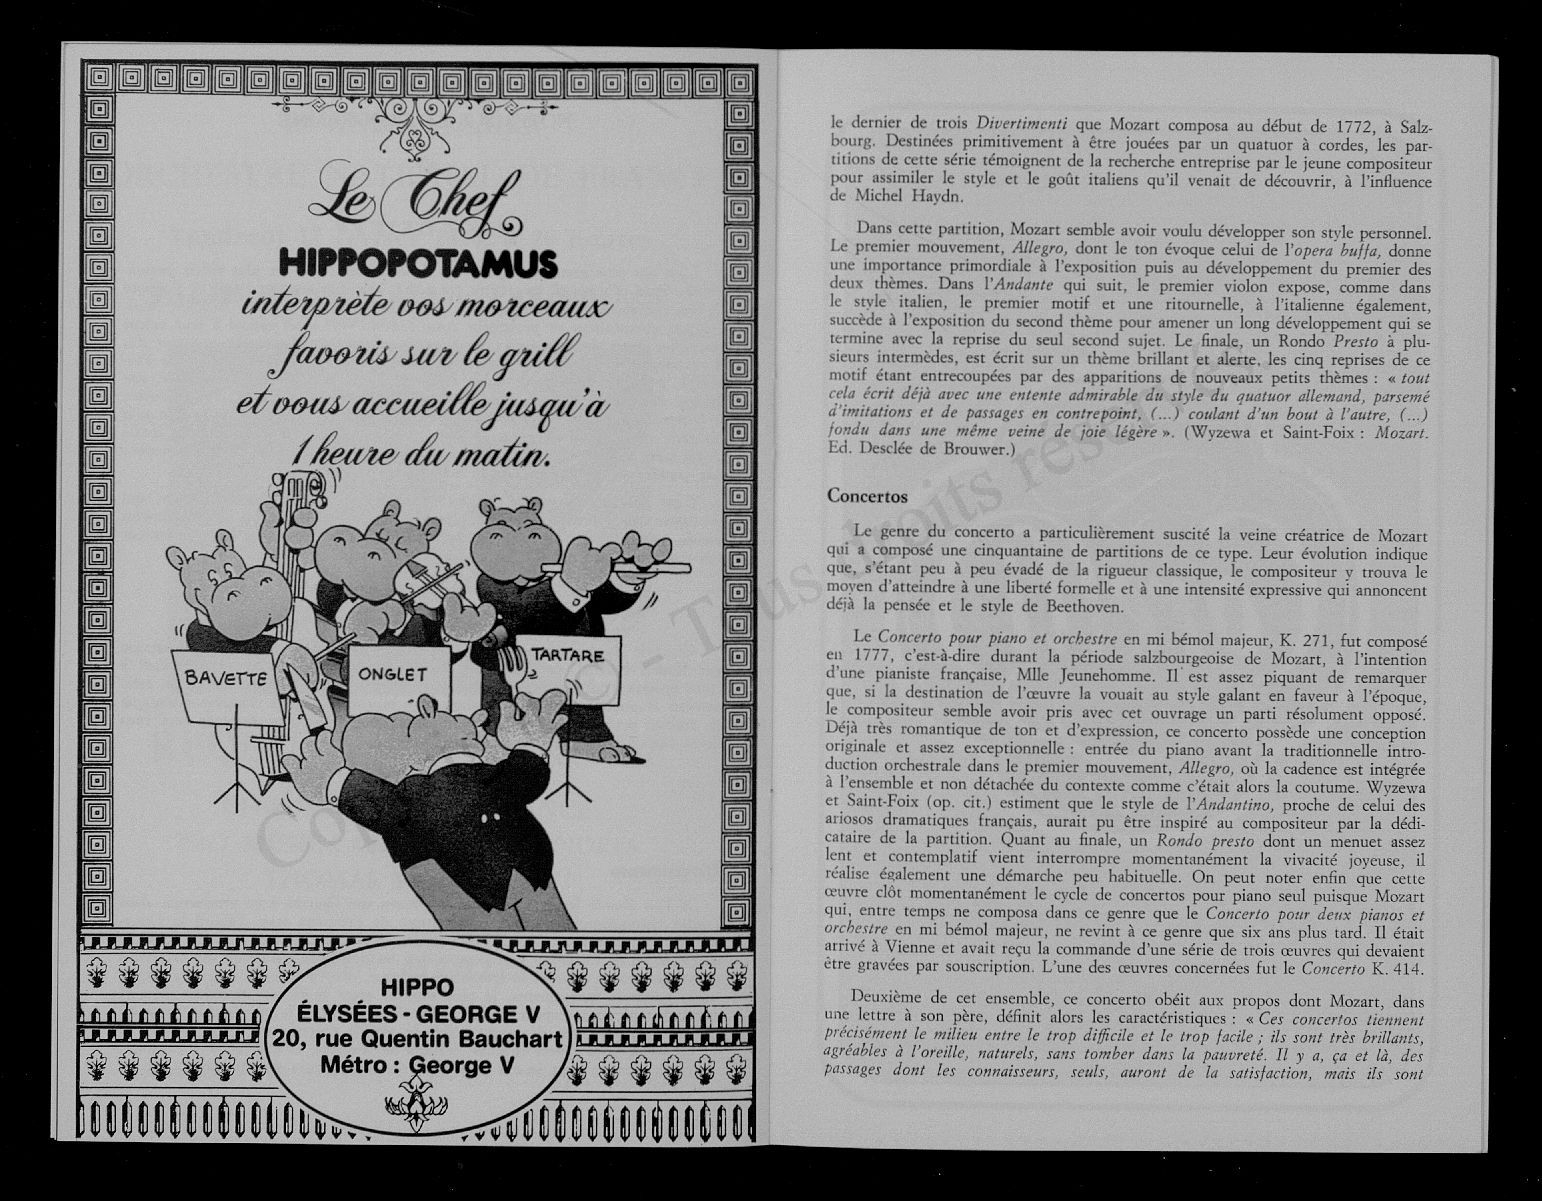 Le Chef
HIPPOPOTAMUS
interprète vos morceaux
favoris sur le grill
et vous accueille jusqu'à
1 heure du matin.
BAVETTE
ONGLET
TARTARE
HIPPO
ÉLYSÉES - GEORGE V
20, rue Quentin Bauchart
Métro : George V
le dernier de trois Divertimenti que Mozart composa au début de 1772, à Salz-
bourg. Destinées primitivement à être jouées par un quatuor à cordes, les par-
titions de cette série témoignent de la recherche entreprise par le jeune compositeur
pour assimiler le style et le goût italiens qu'il venait de découvrir, à l'influence
de Michel Haydn.
Dans cette partition, Mozart semble avoir voulu développer son style personnel.
Le premier mouvement, Allegro, dont le ton évoque celui de l'opera buffa, donne
une importance primordiale à l'exposition puis au développement du premier des
deux thèmes. Dans l'Andante qui suit, le premier violon expose, comme dans
le style italien, le premier motif et une ritournelle, à l'italienne également,
succède à l'exposition du second thème pour amener un long développement qui se
termine avec la reprise du seul second sujet. Le finale, un Rondo Presto à plu-
sieurs intermèdes, est écrit sur un thème brillant et alerte, les cinq reprises de ce
motif étant entrecoupées par des apparitions de nouveaux petits thèmes : « tout
cela écrit déjà avec une entente admirable du style du quatuor allemand, parsemé
d'imitations et de passages en contrepoint, (...) coulant d'un bout à l'autre, (...)
fondu dans une même veine de joie légère ». (Wyzewa et Saint-Foix : Mozart.
Ed. Desclée de Brouwer.)
Concertos
Le genre du concerto a particulièrement suscité la veine créatrice de Mozart
qui a composé une cinquantaine de partitions de ce type. Leur évolution indique
que, s'étant peu à peu évadé de la rigueur classique, le compositeur y trouva le
moyen d'atteindre à une liberté formelle et à une intensité expressive qui annoncent
déjà la pensée et le style de Beethoven.
Le Concerto pour piano et orchestre en mi bémol majeur, K. 271, fut composé
en 1777, c'est-à-dire durant la période salzbourgeoise de Mozart, à l'intention
d'une pianiste française, Mlle Jeunehomme. Il est assez piquant de remarquer
que, si la destination de l'œuvre la vouait au style galant en faveur à l'époque,
le compositeur semble avoir pris avec cet ouvrage un parti résolument opposé.
Déjà très romantique de ton et d'expression, ce concerto possède une conception
originale et assez exceptionnelle : entrée du piano avant la traditionnelle intro-
duction orchestrale dans le premier mouvement, Allegro, où la cadence est intégrée
à l'ensemble et non détachée du contexte comme c'était alors la coutume. Wyzewa
et Saint-Foix (op. cit.) estiment que le style de l'Andantino, proche de celui des
ariosos dramatiques français, aurait pu être inspiré au compositeur par la dédi-
cataire de la partition. Quant au finale, un Rondo presto dont un menuet assez
lent et contemplatif vient interrompre momentanément la vivacité joyeuse, il
réalise également une démarche peu habituelle. On peut noter enfin que cette
œuvre clôt momentanément le cycle de concertos pour piano seul puisque Mozart
qui, entre temps ne composa dans ce genre que le Concerto pour deux pianos et
orchestre en mi bémol majeur, ne revint à ce genre que six ans plus tard. Il était
arrivé à Vienne et avait reçu la commande d'une série de trois œuvres qui devaient
être gravées par souscription. L'une des œuvres concernées fut le Concerto K. 414.
Deuxième de cet ensemble, ce concerto obéit aux propos dont Mozart, dans
une lettre à son père, définit alors les caractéristiques : « Ces concertos tiennent
précisément le milieu entre le trop difficile et le trop facile ; ils sont très brillants,
agréables à l'oreille, naturels, sans tomber dans la pauvreté. Il y a, ça et là, des
passages dont les connaisseurs, seuls, auront de la satisfaction, mais ils sont